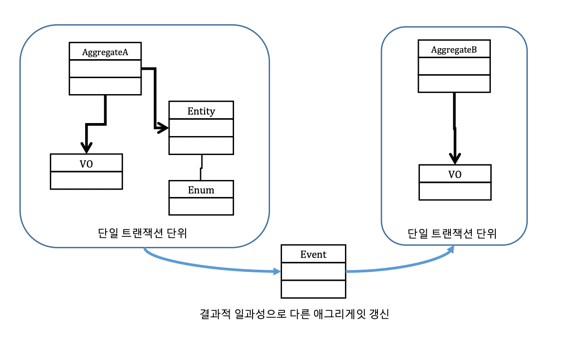 AggregateA
Entity
VO
Enum
단일 트랜잭션 단위
AggregateB
VO
단일 트랜잭션 단위
Event
결과적 일과성으로 다른 애그리게잇 갱신